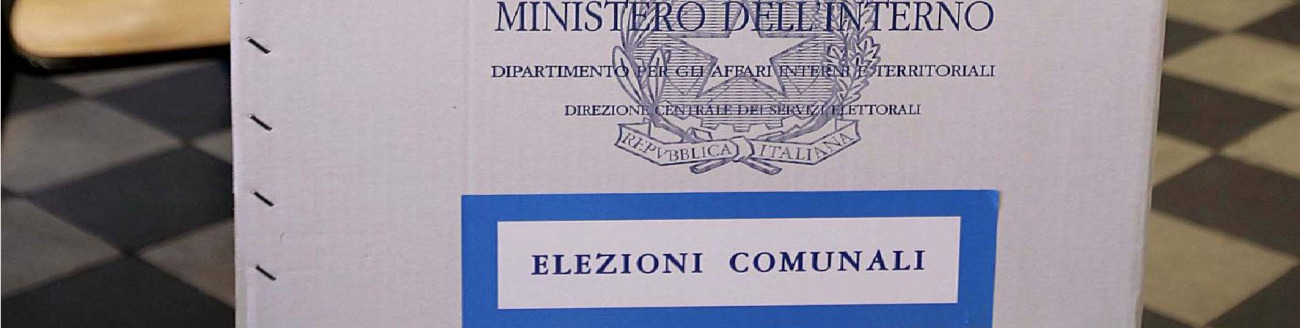 MINISTERO DELL'INTERNO
DIPARTIMENTO PER GLI AFFARI INTERNI E TERRITORIALI
DIREZIONE CENTRALE DEI SERVIZI ELETTORALI
REPVBBLICA ITALIANA
ELEZIONI COMUNALI